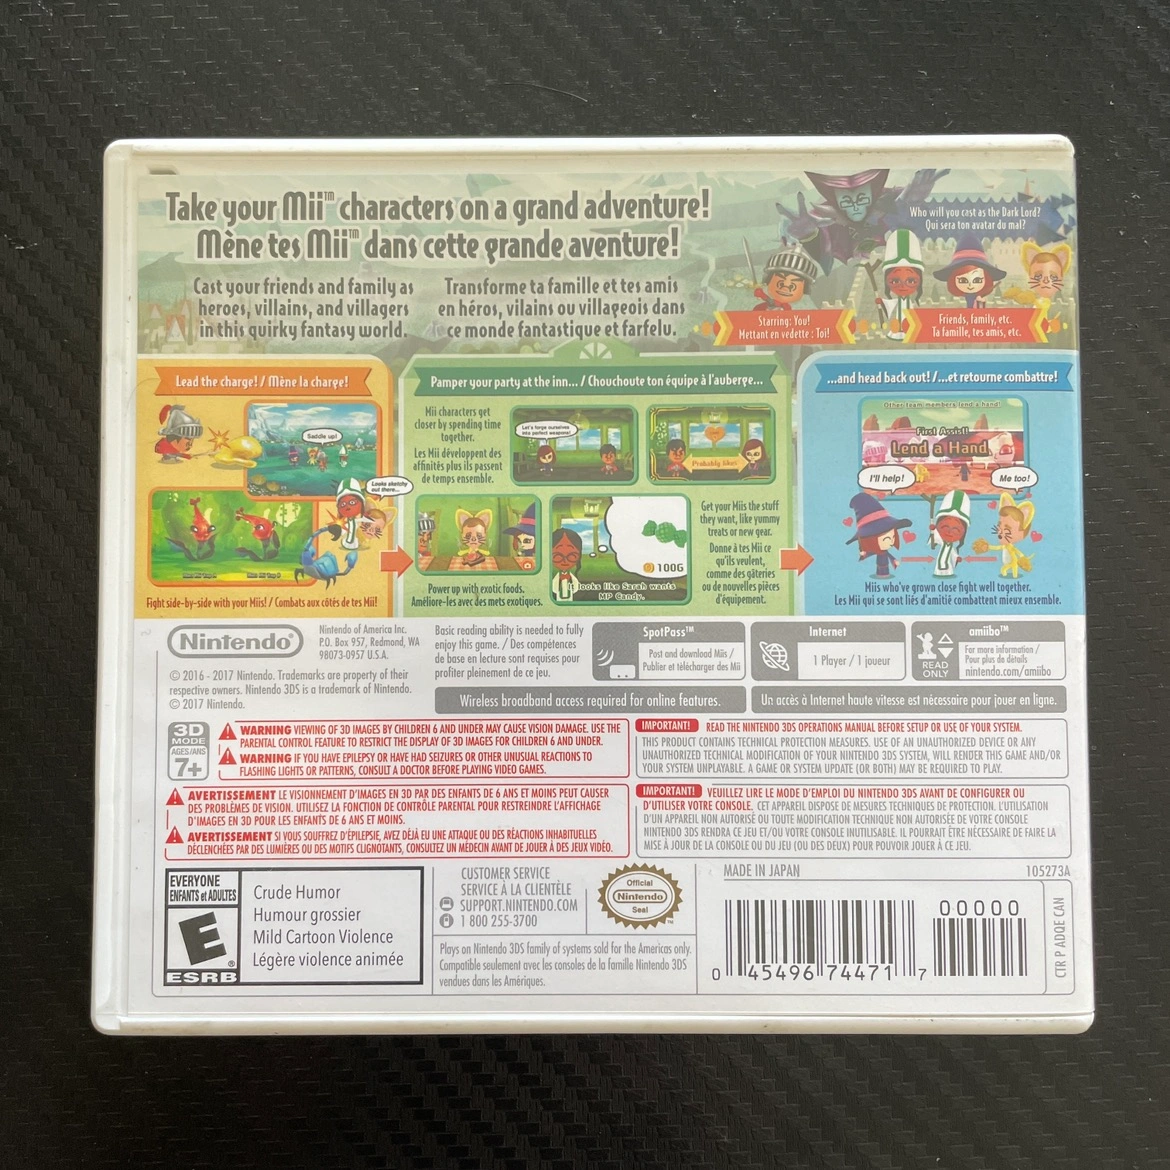 Take your Mii™ characters on a grand adventure!
Mène tes Mii™ dans cette grande aventure!
Cast your friends and family as
heroes, villains, and villagers
in this quirky fantasy world.
Transforme ta famille et tes amis
en héros, vilains ou villageois dans
ce monde fantastique et farfelu.
Who will you cast as the Dark Lord?
Qui sera ton avatar du mal?
Starring: You!
Mettant en vedette : Toi!
Friends, family, etc.
Ta famille, tes amis, etc.
Lead the charge! / Mène la charge!
Saddle up!
Looks sketchy
out there...
Fight side-by-side with your Miis! / Combats aux côtés de tes Mii!
Pamper your party at the inn... / Chouchoute ton équipe à l'auberge...
Mii characters get
closer by spending time
together.
Les Mii développent des
affinités plus ils passent
de temps ensemble.
Let's forge ourselves
into perfect weapons!
Probably likes
Power up with exotic foods.
Améliore-les avec des mets exotiques.
100G
looks like Sarah wants
MP Candy.
Get your Miis the stuff
they want, like yummy
treats or new gear.
Donne à tes Mii ce
qu'ils veulent,
comme des gâteries
ou de nouvelles pièces
d'équipement.
...and head back out! /...et retourne combattre!
Other team members lend a hand!
First Assist!
Lend a Hand
I'll help!
Me too!
Miis who've grown close fight well together.
Les Mii qui se sont liés d'amitié combattent mieux ensemble.
Nintendo®
Nintendo of America Inc.
P.O. Box 957, Redmond, WA
98073-0957 U.S.A.
© 2016 - 2017 Nintendo. Trademarks are property of their
respective owners. Nintendo 3DS is a trademark of Nintendo.
© 2017 Nintendo.
Basic reading ability is needed to fully
enjoy this game. / Des compétences
de base en lecture sont requises pour
profiter pleinement de ce jeu.
SpotPass™
Post and download Miis /
Publier et télécharger des Mii
Internet
1 Player / 1 joueur
amiibo™
READ
ONLY
For more information /
Pour plus de détails
nintendo.com/amiibo
Wireless broadband access required for online features.
Un accès à Internet haute vitesse est nécessaire pour jouer en ligne.
3D
MODE
AGES/ANS
7+
WARNING VIEWING OF 3D IMAGES BY CHILDREN 6 AND UNDER MAY CAUSE VISION DAMAGE. USE THE
PARENTAL CONTROL FEATURE TO RESTRICT THE DISPLAY OF 3D IMAGES FOR CHILDREN 6 AND UNDER.
WARNING IF YOU HAVE EPILEPSY OR HAVE HAD SEIZURES OR OTHER UNUSUAL REACTIONS TO
FLASHING LIGHTS OR PATTERNS, CONSULT A DOCTOR BEFORE PLAYING VIDEO GAMES.
IMPORTANT! READ THE NINTENDO 3DS OPERATIONS MANUAL BEFORE SETUP OR USE OF YOUR SYSTEM.
THIS PRODUCT CONTAINS TECHNICAL PROTECTION MEASURES. USE OF AN UNAUTHORIZED DEVICE OR ANY
UNAUTHORIZED TECHNICAL MODIFICATION OF YOUR NINTENDO 3DS SYSTEM, WILL RENDER THIS GAME AND/OR
YOUR SYSTEM UNPLAYABLE. A GAME OR SYSTEM UPDATE (OR BOTH) MAY BE REQUIRED TO PLAY.
AVERTISSEMENT LE VISIONNEMENT D'IMAGES EN 3D PAR DES ENFANTS DE 6 ANS ET MOINS PEUT CAUSER
DES PROBLÈMES DE VISION. UTILISEZ LA FONCTION DE CONTRÔLE PARENTAL POUR RESTREINDRE L'AFFICHAGE
D'IMAGES EN 3D POUR LES ENFANTS DE 6 ANS ET MOINS.
AVERTISSEMENT SI VOUS SOUFFREZ D'ÉPILEPSIE, AVEZ DÉJÀ EU UNE ATTAQUE OU DES RÉACTIONS INHABITUELLES
DÉCLENCHÉES PAR DES LUMIÈRES OU DES MOTIFS CLIGNOTANTS, CONSULTEZ UN MÉDECIN AVANT DE JOUER À DES JEUX VIDÉO.
IMPORTANT! VEUILLEZ LIRE LE MODE D'EMPLOI DU NINTENDO 3DS AVANT DE CONFIGURER OU
D'UTILISER VOTRE CONSOLE. CET APPAREIL DISPOSE DE MESURES TECHNIQUES DE PROTECTION. L'UTILISATION
D'UN APPAREIL NON AUTORISÉ OU TOUTE MODIFICATION TECHNIQUE NON AUTORISÉE DE VOTRE CONSOLE
NINTENDO 3DS RENDRA CE JEU ET/OU VOTRE CONSOLE INUTILISABLE. IL POURRAIT ÊTRE NÉCESSAIRE DE FAIRE LA
MISE À JOUR DE LA CONSOLE OU DU JEU (OU DES DEUX) POUR POUVOIR JOUER À CE JEU.
EVERYONE
ENFANTS et ADULTES
E
ESRB
Crude Humor
Humour grossier
Mild Cartoon Violence
Légère violence animée
CUSTOMER SERVICE
SERVICE À LA CLIENTÈLE
SUPPORT.NINTENDO.COM
1 800 255-3700
Official
Nintendo
Seal
Plays on Nintendo 3DS family of systems sold for the Americas only.
Compatible seulement avec les consoles de la famille Nintendo 3DS
vendues dans les Amériques.
MADE IN JAPAN
105273A
00000
0 45496 74471 7
CTR P ADQE CAN